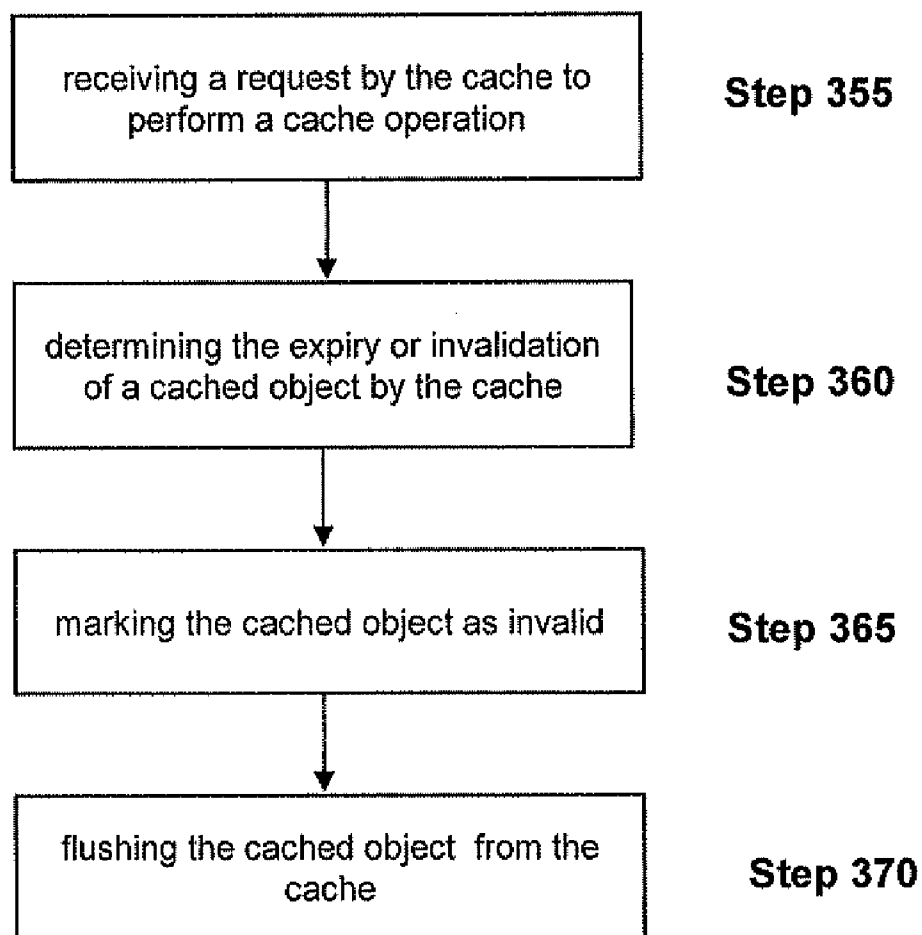 receiving a request by the cache to
perform a cache operation
Step 355
determining the expiry or invalidation
of a cached object by the cache
Step 360
marking the cached object as invalid
Step 365
flushing the cached object from the
cache
Step 370